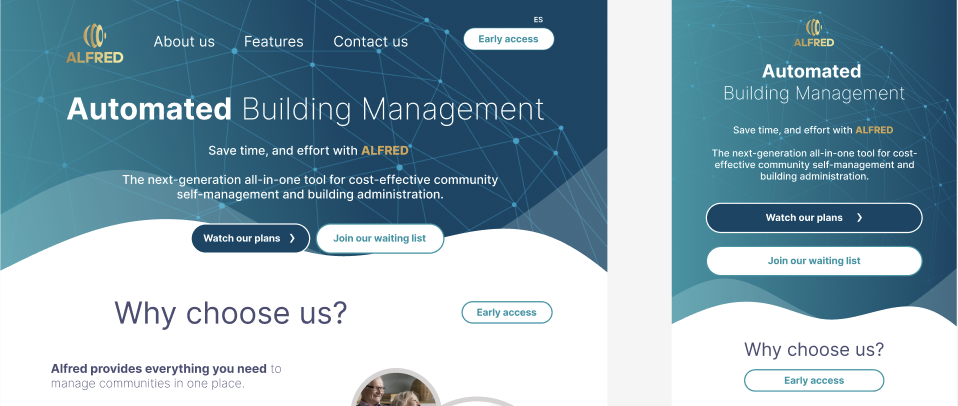 ES
ALFRED
About us
Features
Contact us
Early access
Automated Building Management
Save time, and effort with ALFRED
The next-generation all-in-one tool for cost-effective community
self-management and building administration.
Watch our plans
Join our waiting list
Why choose us?
Early access
Alfred provides everything you need to
manage communities in one place.
ALFRED
Automated
Building Management
Save time, and effort with ALFRED
The next-generation all-in-one tool for cost-
effective community self-management and
building administration.
Watch our plans
Join our waiting list
Why choose us?
Early access